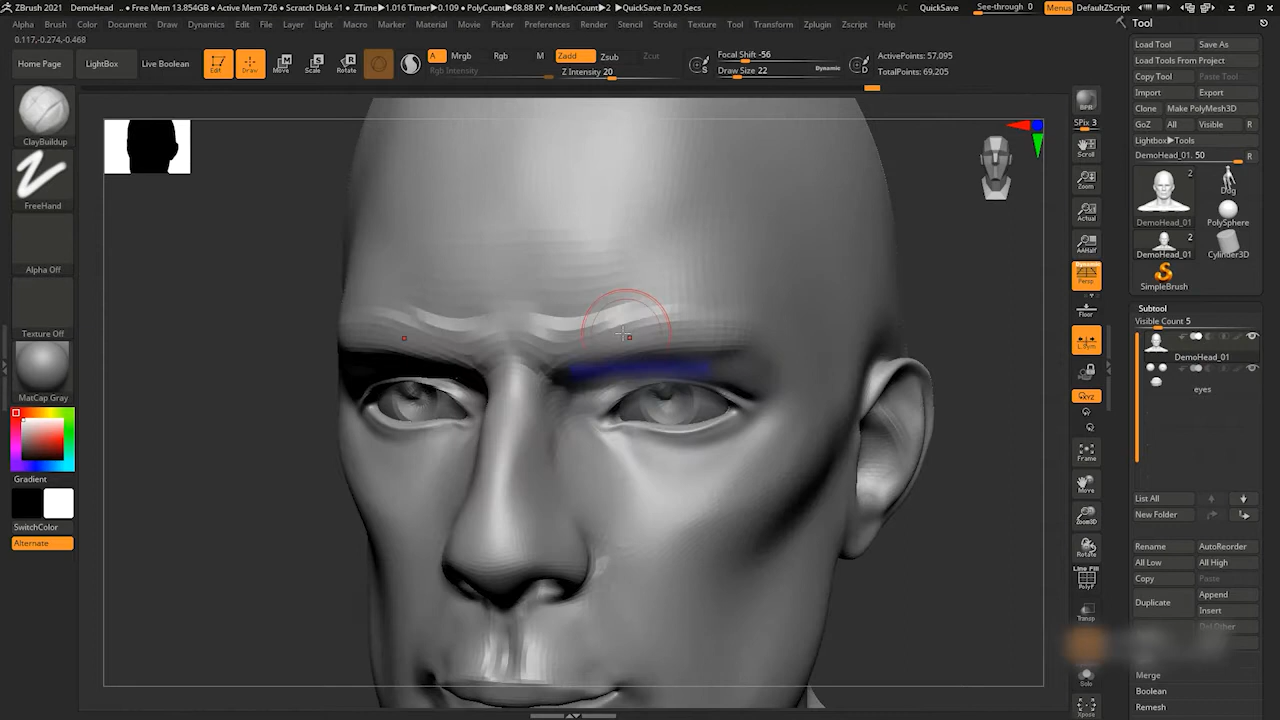 ZBrush 2021 DemoHead .. • Free Mem 13.854GB • Active Mem 726 • Scratch Disk 41 • ZTime▶1.016 Timer▶0.109 • PolyCount▶68.88 KP • MeshCount▶2 ▶QuickSave In 20 Secs AC QuickSave See-through 0 Menus DefaultZScript
Alpha Brush Color Document Draw Dynamics Edit File Layer Light Macro Marker Material Movie Picker Preferences Render Stencil Stroke Texture Tool Transform Zplugin Zscript Help
0.117,-0.274,-0.468
Home Page LightBox Live Boolean Edit Draw Move Scale Rotate
A Mrgb Rgb M Zadd Zsub Zcut
Rgb Intensity Z Intensity 20
Focal Shift -56
Draw Size 22 Dynamic
S D
ActivePoints: 57,095
TotalPoints: 69,205
ClayBuildup
FreeHand
Alpha Off
Texture Off
MatCap Gray
Gradient
SwitchColor
Alternate
BPR
SPix 3
Scroll
Zoom
Actual
AAHalf
Dynamic
Persp
Floor
L.Sym
XYZ
Frame
Move
Zoom3D
Rotate
Line Fill
PolyF
Transp
Solo
Xpose
Tool
Load Tool Save As
Load Tools From Project
Copy Tool Paste Tool
Import Export
Clone Make PolyMesh3D
GoZ All Visible R
Lightbox▶Tools
DemoHead_01. 50 R
2
DemoHead_01 Dog
PolySphere
2
DemoHead_01 Cylinder3D
SimpleBrush
Subtool
Visible Count 5
DemoHead_01
eyes
List All
New Folder
Rename AutoReorder
All Low All High
Copy Paste
Duplicate Append
Insert
Del Other
Merge
Boolean
Remesh